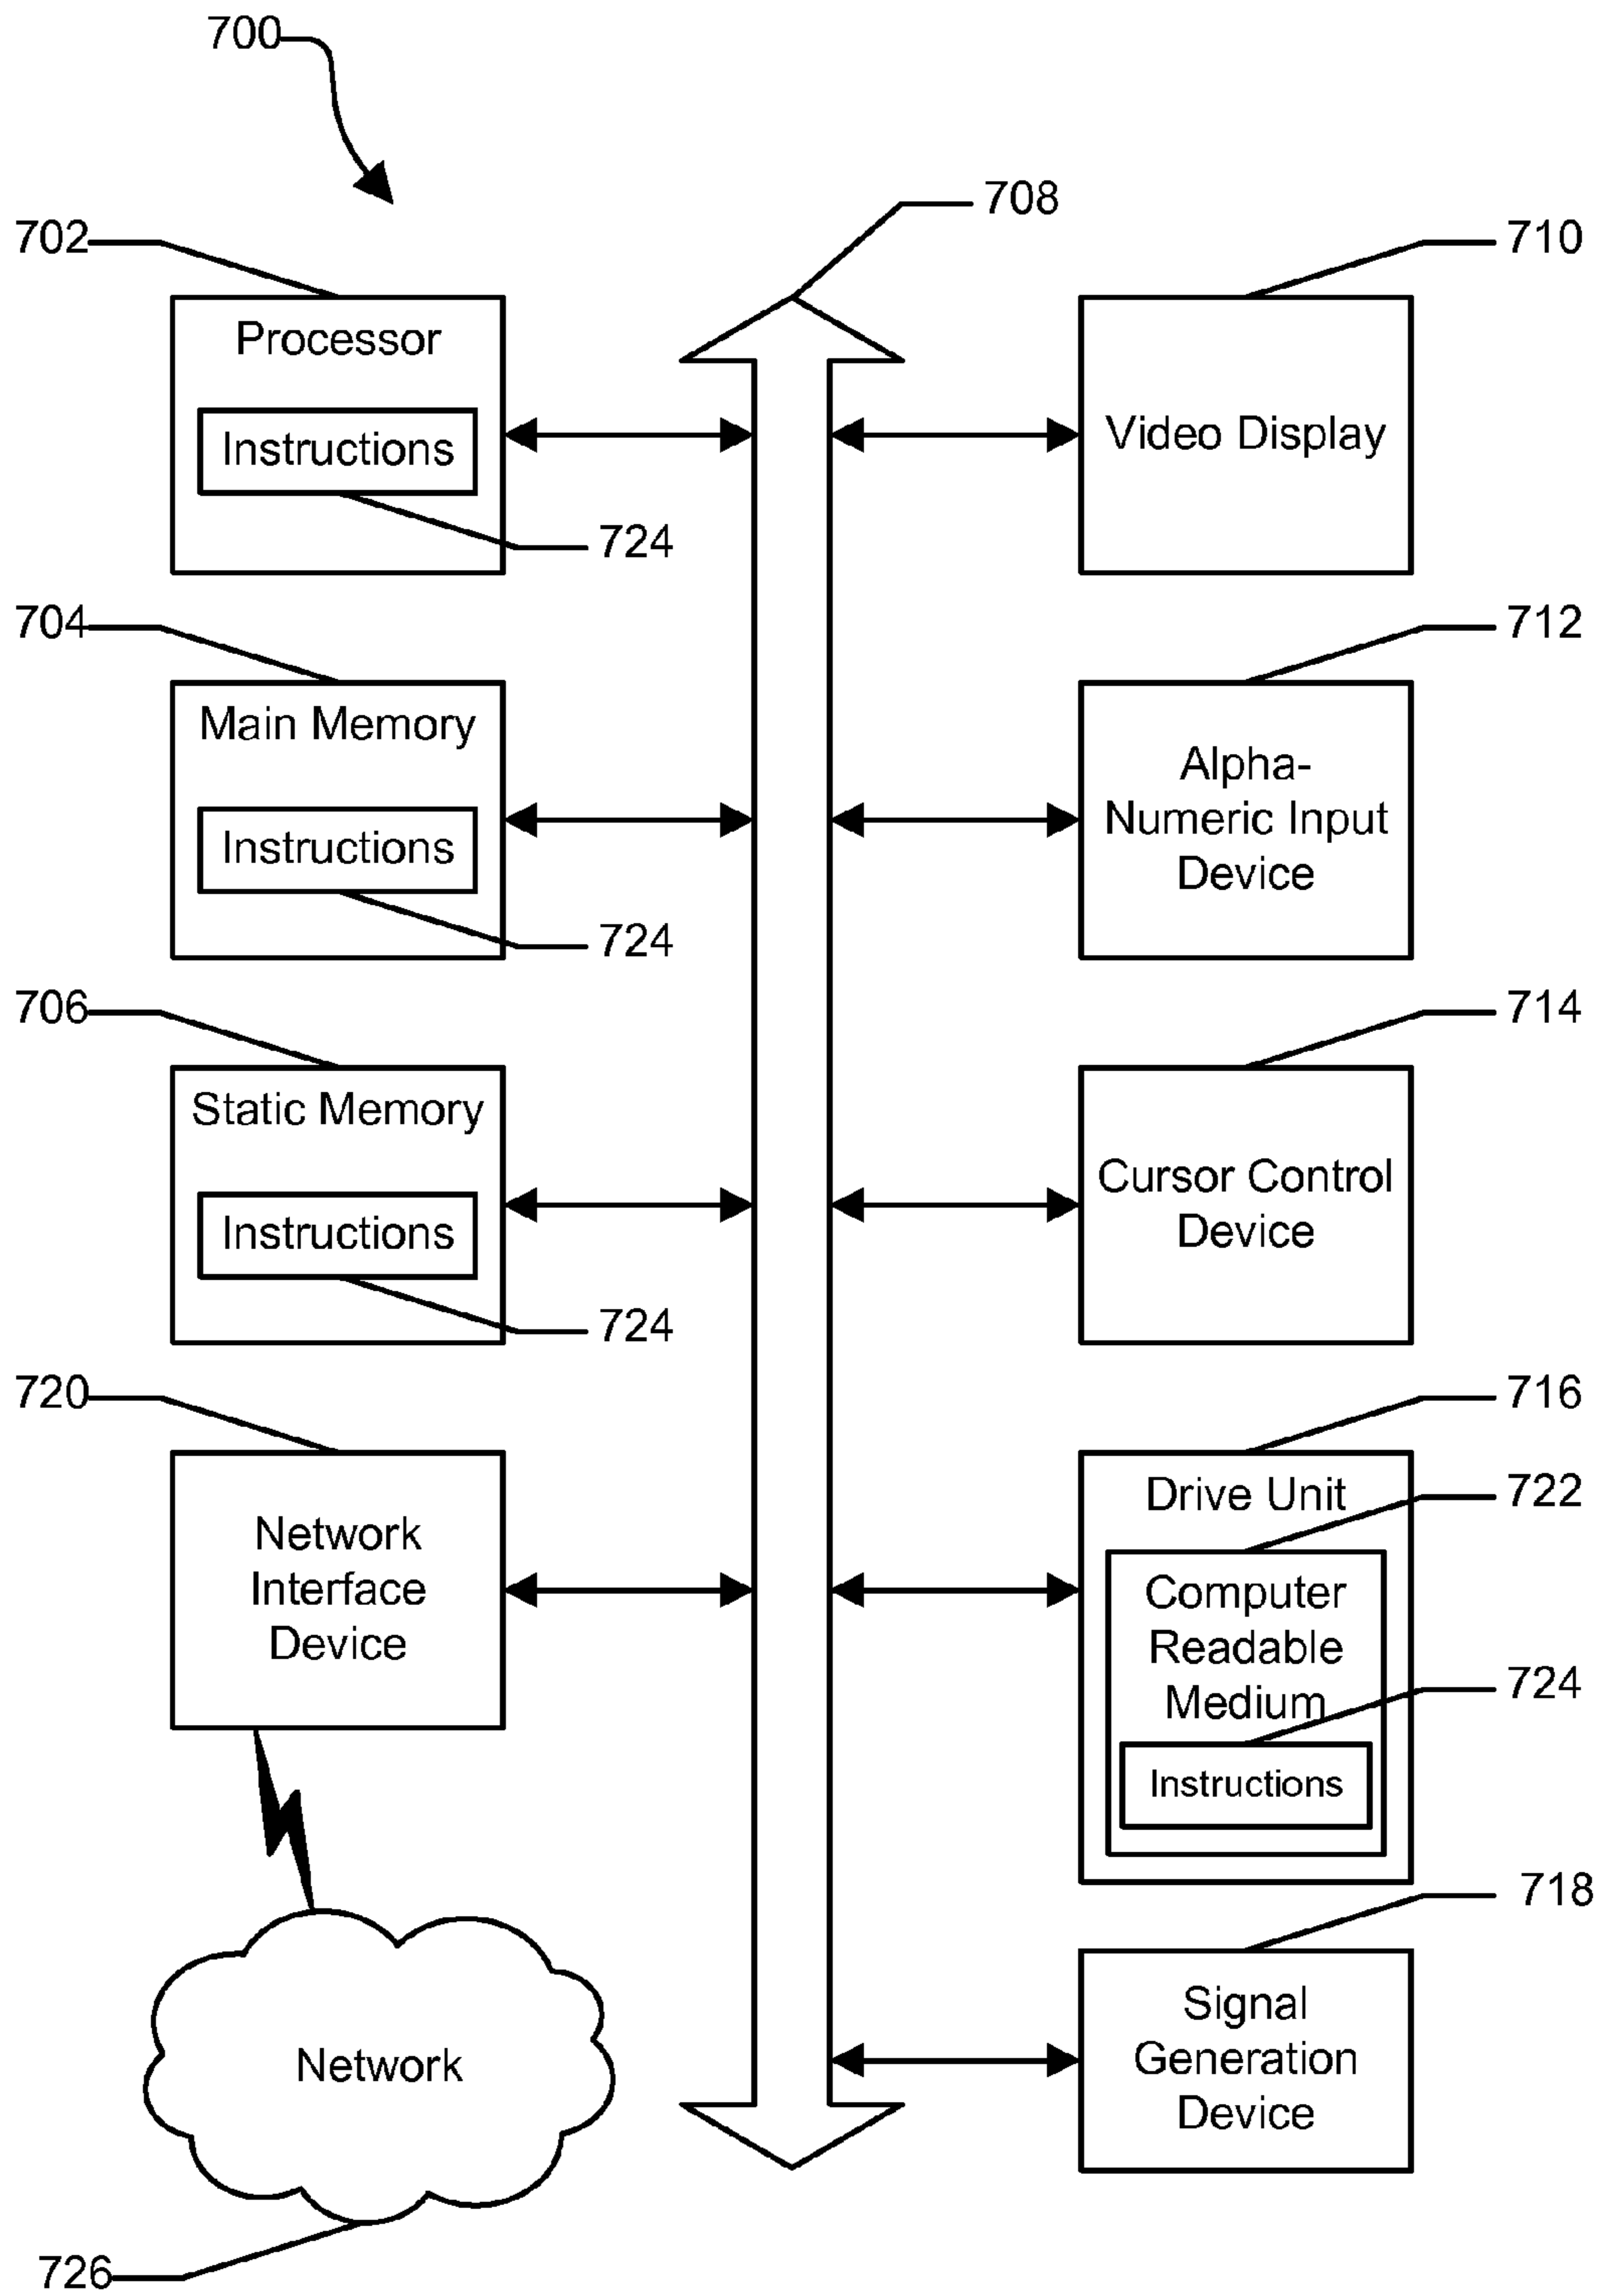 700
708
702
710
Processor
Instructions
724
Video Display
704
712
Main Memory
Instructions
724
Alpha-
Numeric Input
Device
706
714
Static Memory
Instructions
724
Cursor Control
Device
720
716
Network
Interface
Device
Drive Unit
722
Computer
Readable
Medium
724
Instructions
718
Signal
Generation
Device
Network
726